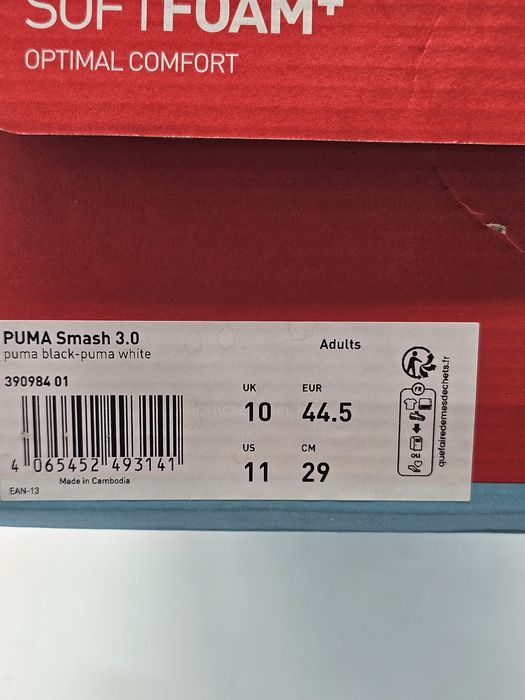 SOFTFOAM+
OPTIMAL COMFORT
PUMA Smash 3.0
puma black-puma white
Adults
390984 01
UK
EUR
10
44.5
US
CM
11
29
4 065452 493141
Made in Cambodia
EAN-13
FR
quefairedemesdechets.fr